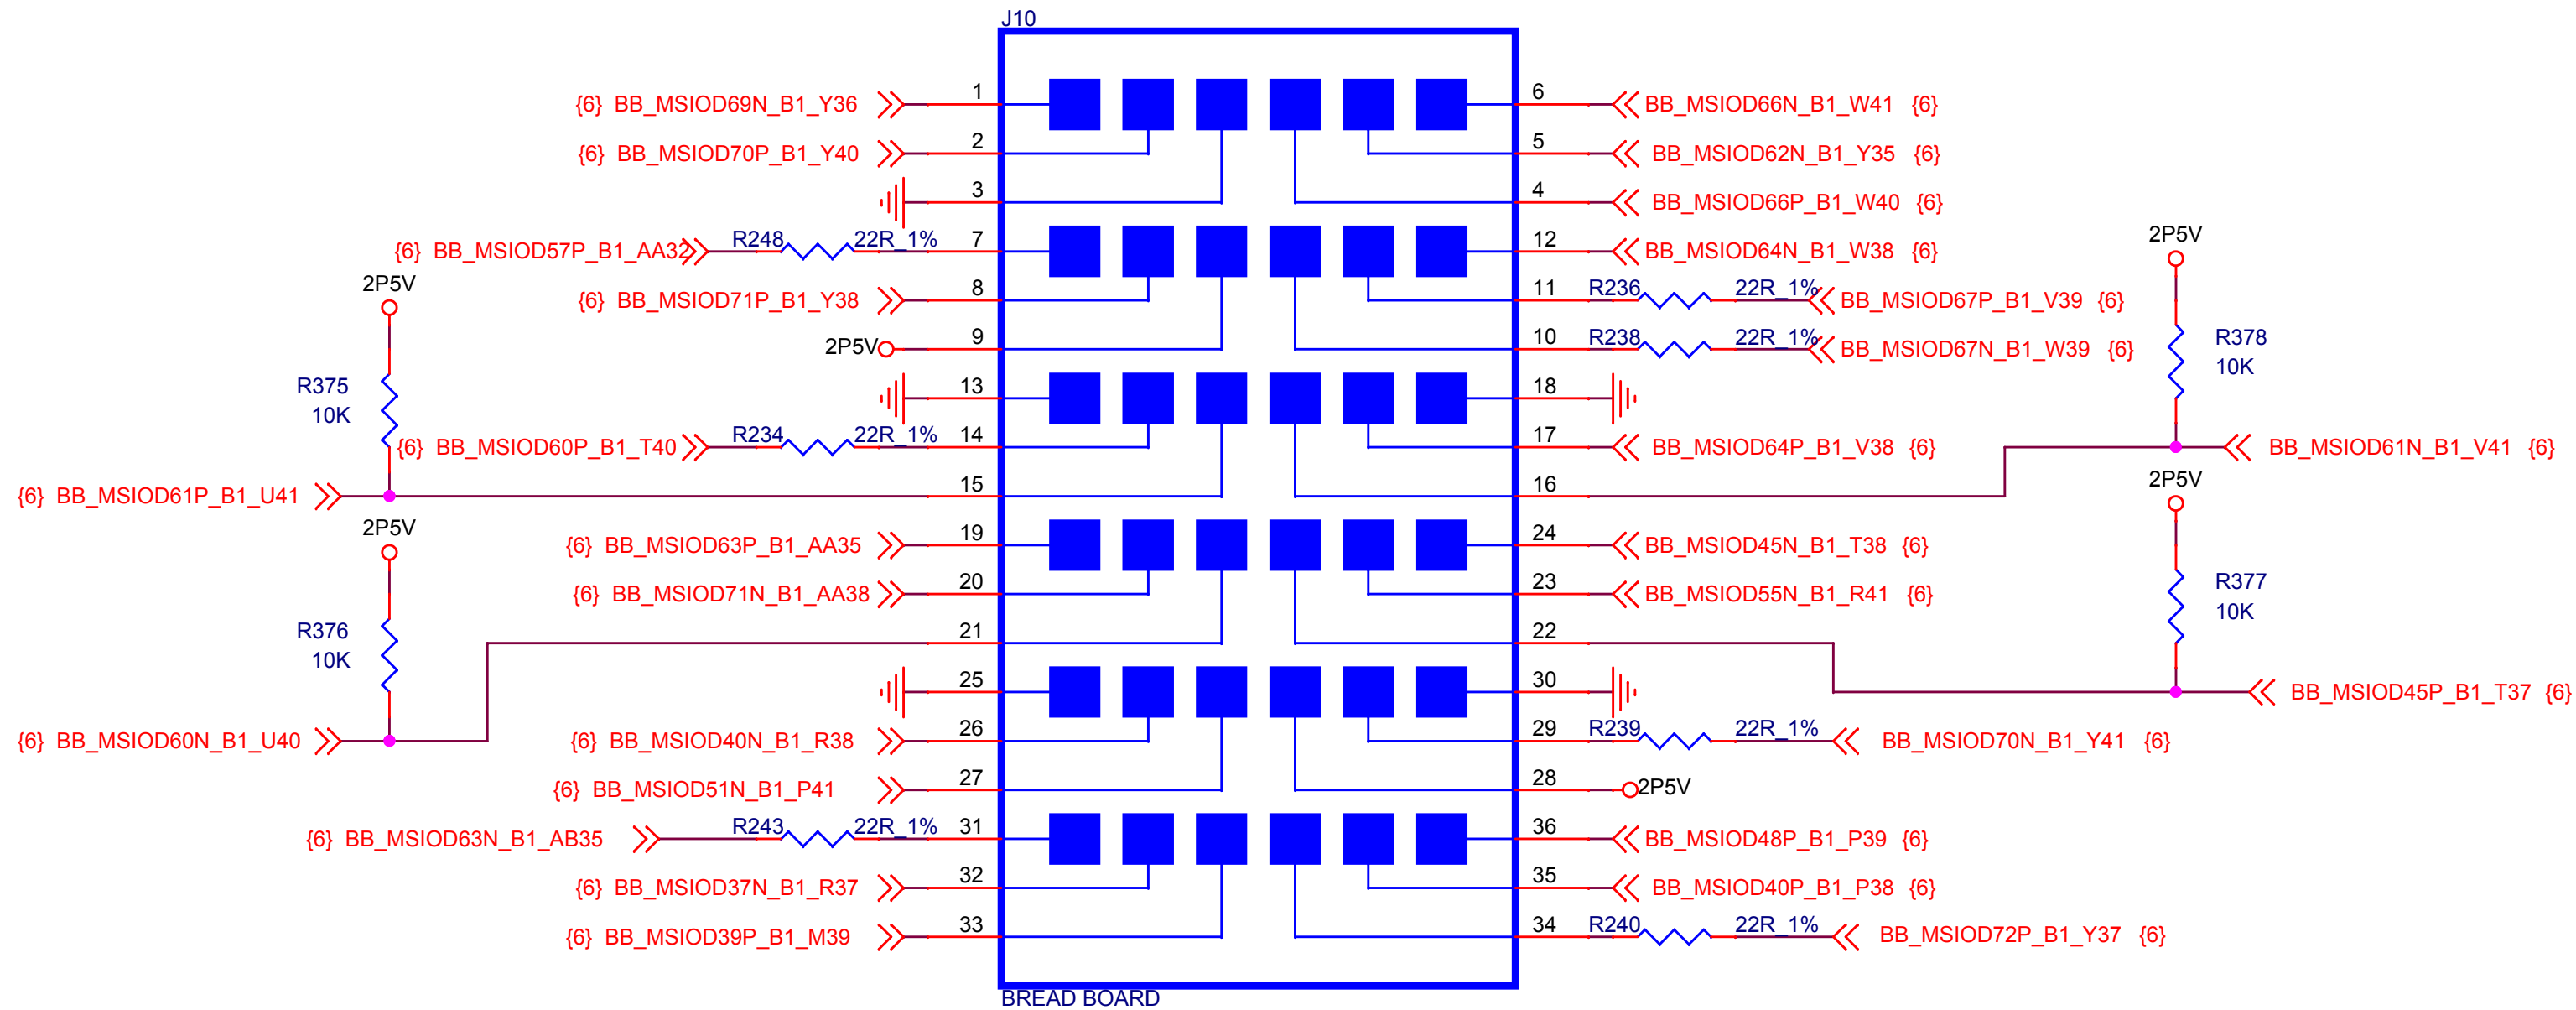 J10
{6} BB_MSIOD69N_B1_Y36 1 6 BB_MSIOD66N_B1_W41 {6}
{6} BB_MSIOD70P_B1_Y40 2 5 BB_MSIOD62N_B1_Y35 {6}
3 4 BB_MSIOD66P_B1_W40 {6}
{6} BB_MSIOD57P_B1_AA32 R248 22R_1% 7 12 BB_MSIOD64N_B1_W38 {6} 2P5V
2P5V {6} BB_MSIOD71P_B1_Y38 8 11 R236 22R_1% BB_MSIOD67P_B1_V39 {6}
2P5V 9 10 R238 22R_1% BB_MSIOD67N_B1_W39 {6} R378
10K
R375 13 18
10K
{6} BB_MSIOD60P_B1_T40 R234 22R_1% 14 17 BB_MSIOD64P_B1_V38 {6} BB_MSIOD61N_B1_V41 {6}
{6} BB_MSIOD61P_B1_U41 15 16 2P5V
2P5V {6} BB_MSIOD63P_B1_AA35 19 24 BB_MSIOD45N_B1_T38 {6}
{6} BB_MSIOD71N_B1_AA38 20 23 BB_MSIOD55N_B1_R41 {6} R377
10K
R376 21 22
10K
25 30 BB_MSIOD45P_B1_T37 {6}
{6} BB_MSIOD60N_B1_U40 {6} BB_MSIOD40N_B1_R38 26 29 R239 22R_1% BB_MSIOD70N_B1_Y41 {6}
{6} BB_MSIOD51N_B1_P41 27 28 2P5V
{6} BB_MSIOD63N_B1_AB35 R243 22R_1% 31 36 BB_MSIOD48P_B1_P39 {6}
{6} BB_MSIOD37N_B1_R37 32 35 BB_MSIOD40P_B1_P38 {6}
{6} BB_MSIOD39P_B1_M39 33 34 R240 22R_1% BB_MSIOD72P_B1_Y37 {6}
BREAD BOARD